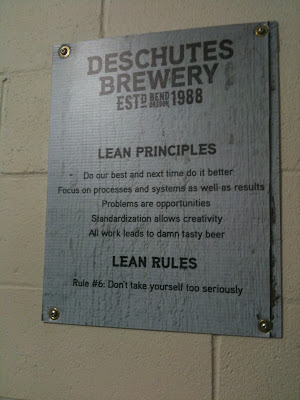 DESCHUTES
BREWERY
ESTD BEND OREGON 1988
LEAN PRINCIPLES
- Do our best and next time do it better
Focus on processes and systems as well as results
Problems are opportunities
Standardization allows creativity
All work leads to damn tasty beer
LEAN RULES
Rule #6: Don't take yourself too seriously